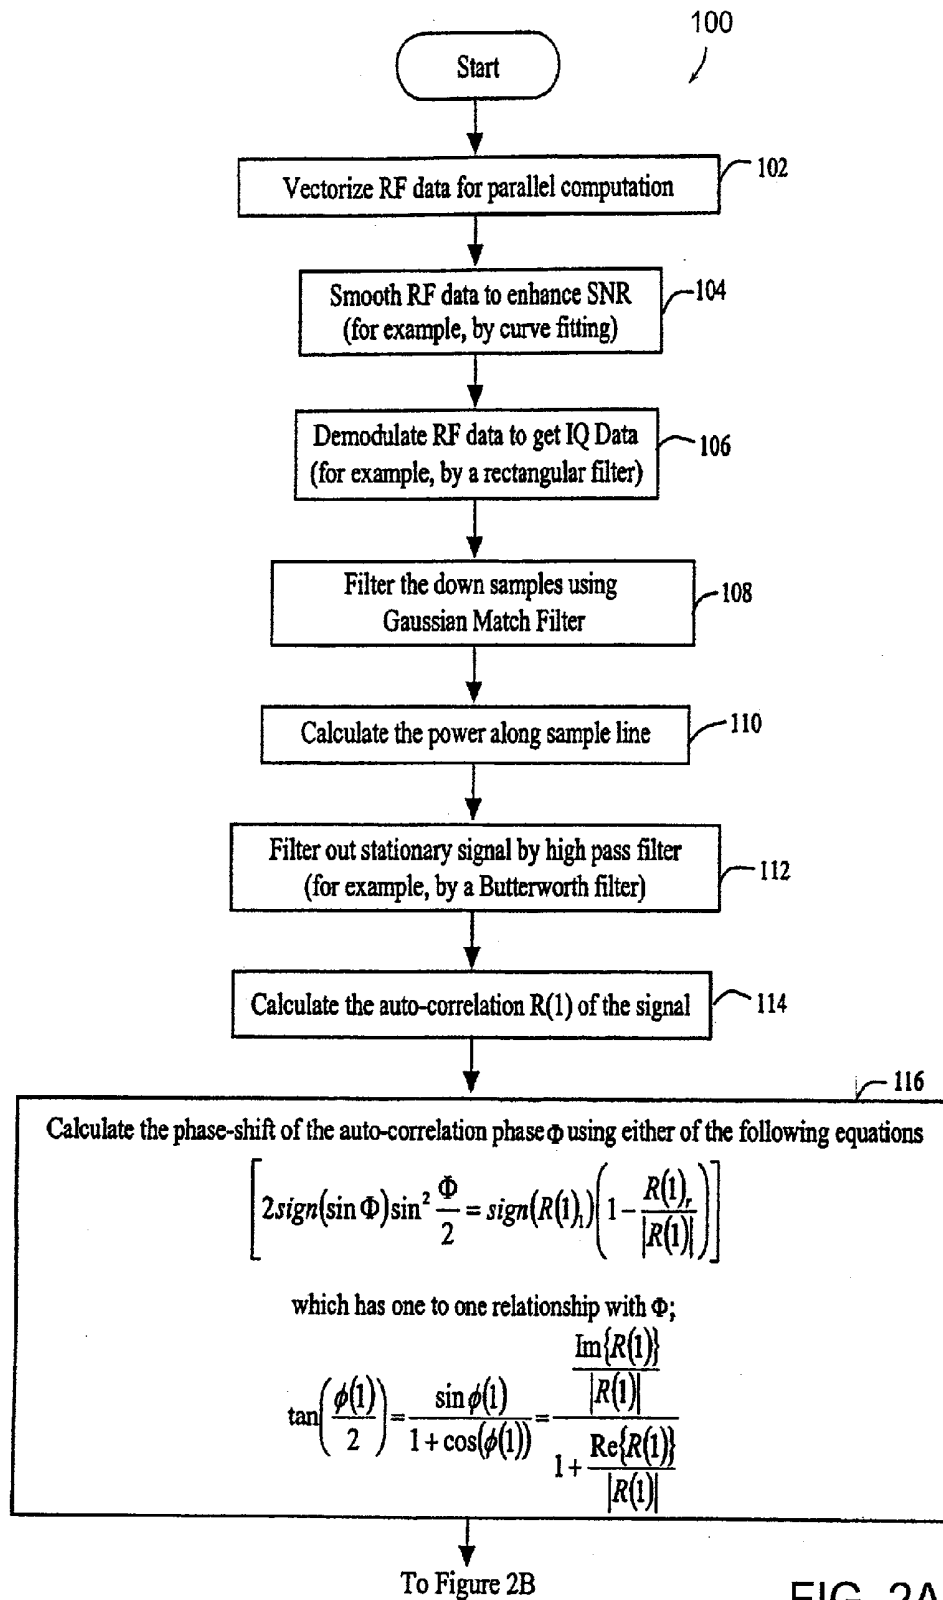 100
Start
Vectorize RF data for parallel computation
102
Smooth RF data to enhance SNR
(for example, by curve fitting)
104
Demodulate RF data to get IQ Data
(for example, by a rectangular filter)
106
Filter the down samples using
Gaussian Match Filter
108
Calculate the power along sample line
110
Filter out stationary signal by high pass filter
(for example, by a Butterworth filter)
112
Calculate the auto-correlation R(1) of the signal
114
116
Calculate the phase-shift of the auto-correlation phase Φ using either of the following equations
[2sign(sin Φ)sin² Φ/2 = sign(R(1)₁)(1 - R(1)ᵣ/|R(1)|)]
which has one to one relationship with Φ;
tan(ϕ(1)/2) = sin ϕ(1)/(1 + cos(ϕ(1))) = (Im{R(1)}/|R(1)|)/(1 + Re{R(1)}/|R(1)|)
To Figure 2B
FIG. 2A